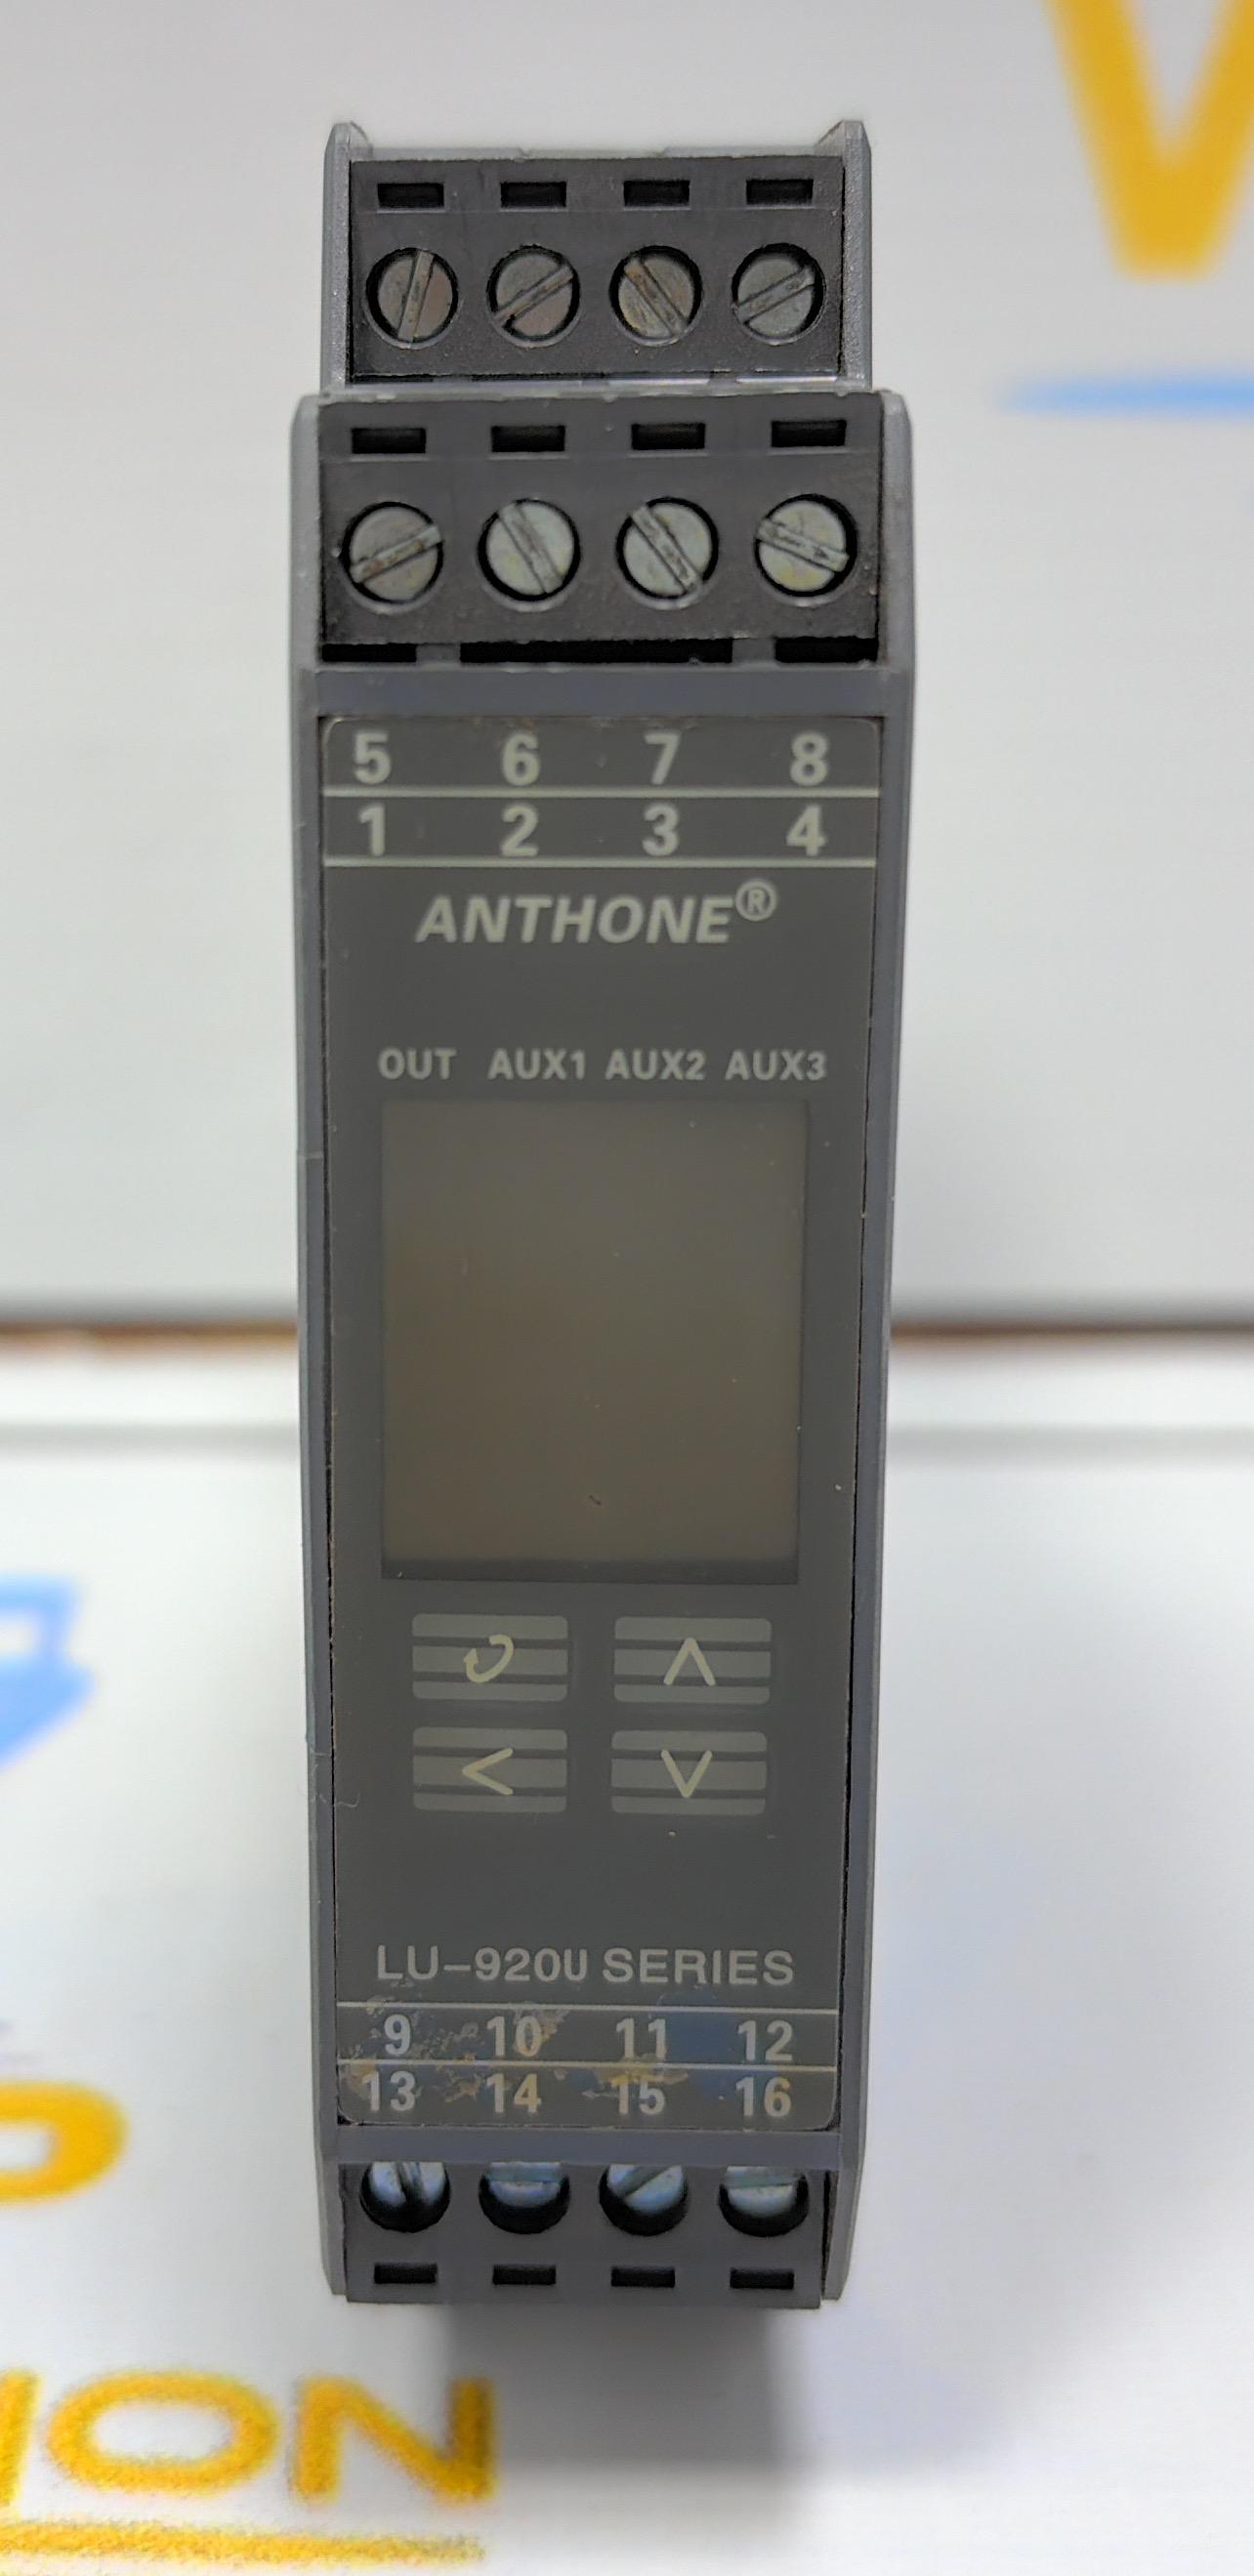 5 6 7 8
1 2 3 4
ANTHONE®
OUT AUX1 AUX2 AUX3
LU-920U SERIES
9 10 11 12
13 14 15 16